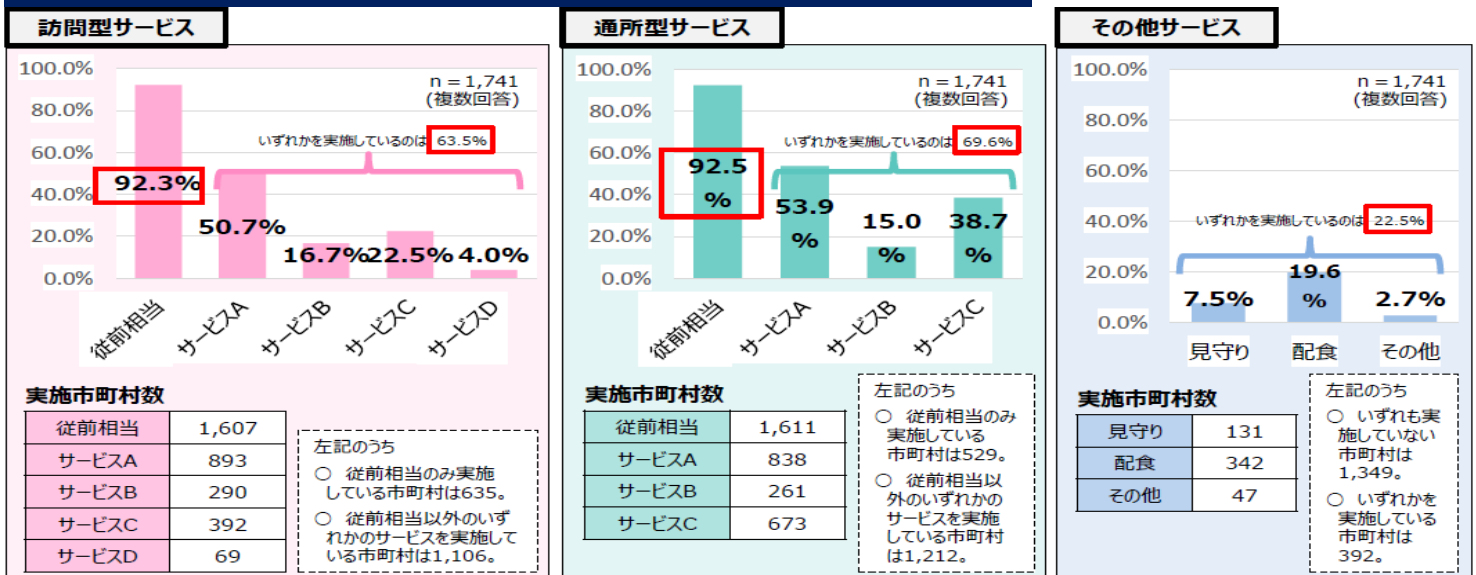 訪問型サービス
100.0%
80.0%
60.0%
40.0%
20.0%
0.0%
n = 1,741
(複数回答)
いずれかを実施しているのは 63.5%
92.3%
50.7%
16.7%
22.5%
4.0%
従前相当
サービスA
サービスB
サービスC
サービスD
実施市町村数
従前相当 1,607
サービスA 893
サービスB 290
サービスC 392
サービスD 69
左記のうち
○ 従前相当のみ実施
している市町村は635。
○ 従前相当以外のいず
れかのサービスを実施して
いる市町村は1,106。
通所型サービス
100.0%
80.0%
60.0%
40.0%
20.0%
0.0%
n = 1,741
(複数回答)
いずれかを実施しているのは 69.6%
92.5
%
53.9
%
15.0
%
38.7
%
従前相当
サービスA
サービスB
サービスC
実施市町村数
従前相当 1,611
サービスA 838
サービスB 261
サービスC 673
左記のうち
○ 従前相当のみ
実施している
市町村は529。
○ 従前相当以
外のいずれかの
サービスを実施
している市町村
は1,212。
その他サービス
100.0%
80.0%
60.0%
40.0%
20.0%
0.0%
n = 1,741
(複数回答)
いずれかを実施しているのは 22.5%
7.5%
19.6
%
2.7%
見守り
配食
その他
実施市町村数
見守り 131
配食 342
その他 47
左記のうち
○ いずれも実
施していない
市町村は
1,349。
○ いずれかを
実施している
市町村は
392。